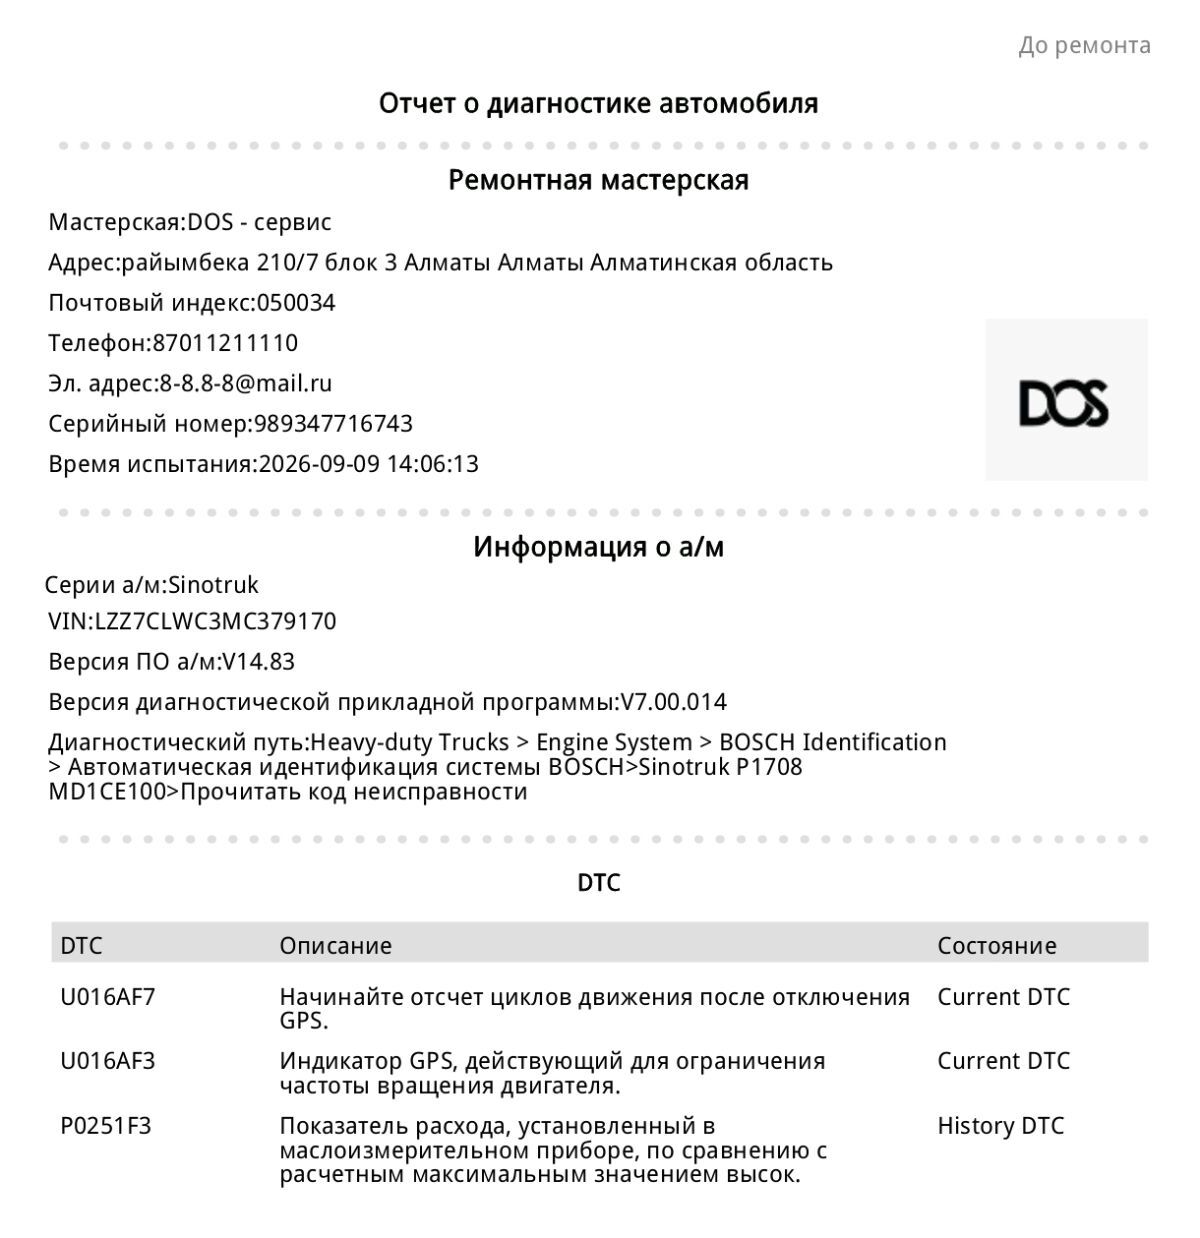 До ремонта
Отчет о диагностике автомобиля
Ремонтная мастерская
Мастерская:DOS - сервис
Адрес:райымбека 210/7 блок 3 Алматы Алматы Алматинская область
Почтовый индекс:050034
Телефон:87011211110
Эл. адрес:8-8.8-8@mail.ru
DOS
Серийный номер:989347716743
Время испытания:2026-09-09 14:06:13
Информация о а/м
Серии а/м:Sinotruk
VIN:LZZ7CLWC3MC379170
Версия ПО а/м:V14.83
Версия диагностической прикладной программы:V7.00.014
Диагностический путь:Heavy-duty Trucks > Engine System > BOSCH Identification
> Автоматическая идентификация системы BOSCH>Sinotruk P1708
MD1CE100>Прочитать код неисправности
DTC
DTC Описание Состояние
U016AF7 Начинайте отсчет циклов движения после отключения Current DTC
GPS.
U016AF3 Индикатор GPS, действующий для ограничения Current DTC
частоты вращения двигателя.
P0251F3 Показатель расхода, установленный в History DTC
маслоизмерительном приборе, по сравнению с
расчетным максимальным значением высок.